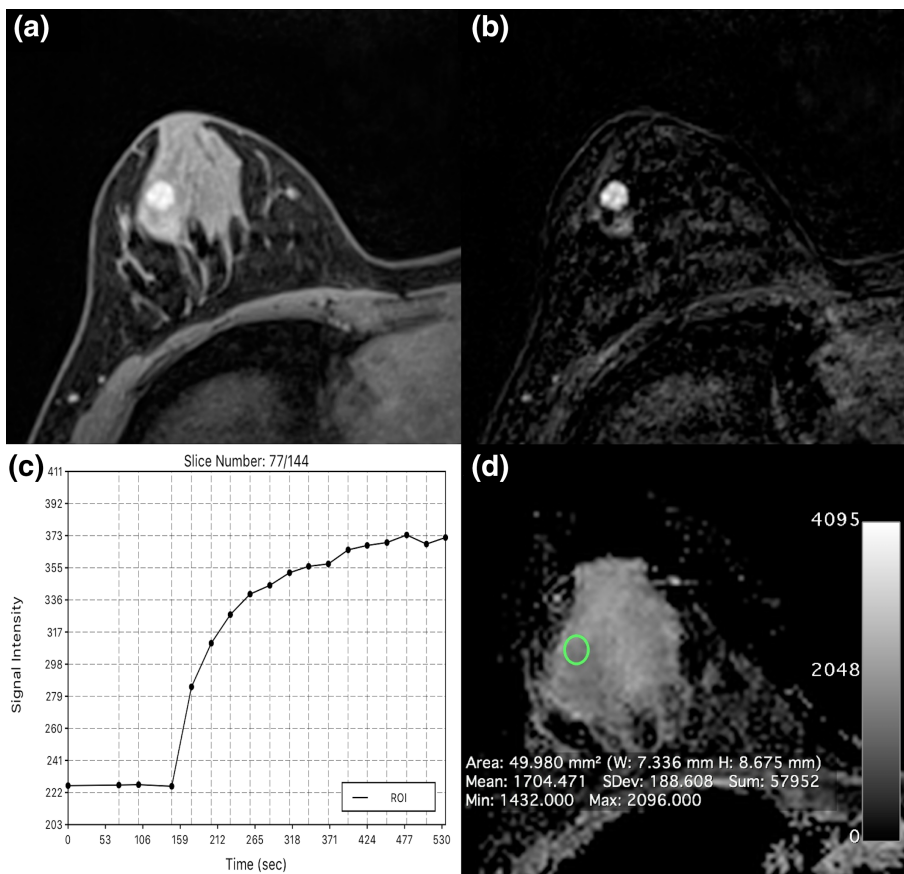 (a)
(b)
(c)
Slice Number: 77/144
411
392
373
355
336
317
298
279
260
241
222
203
Signal Intensity
0
53
106
159
212
265
318
371
424
477
530
Time (sec)
ROI
(d)
4095
2048
0
Area: 49.980 mm² (W: 7.336 mm H: 8.675 mm)
Mean: 1704.471 SDev: 188.608 Sum: 57952
Min: 1432.000 Max: 2096.000